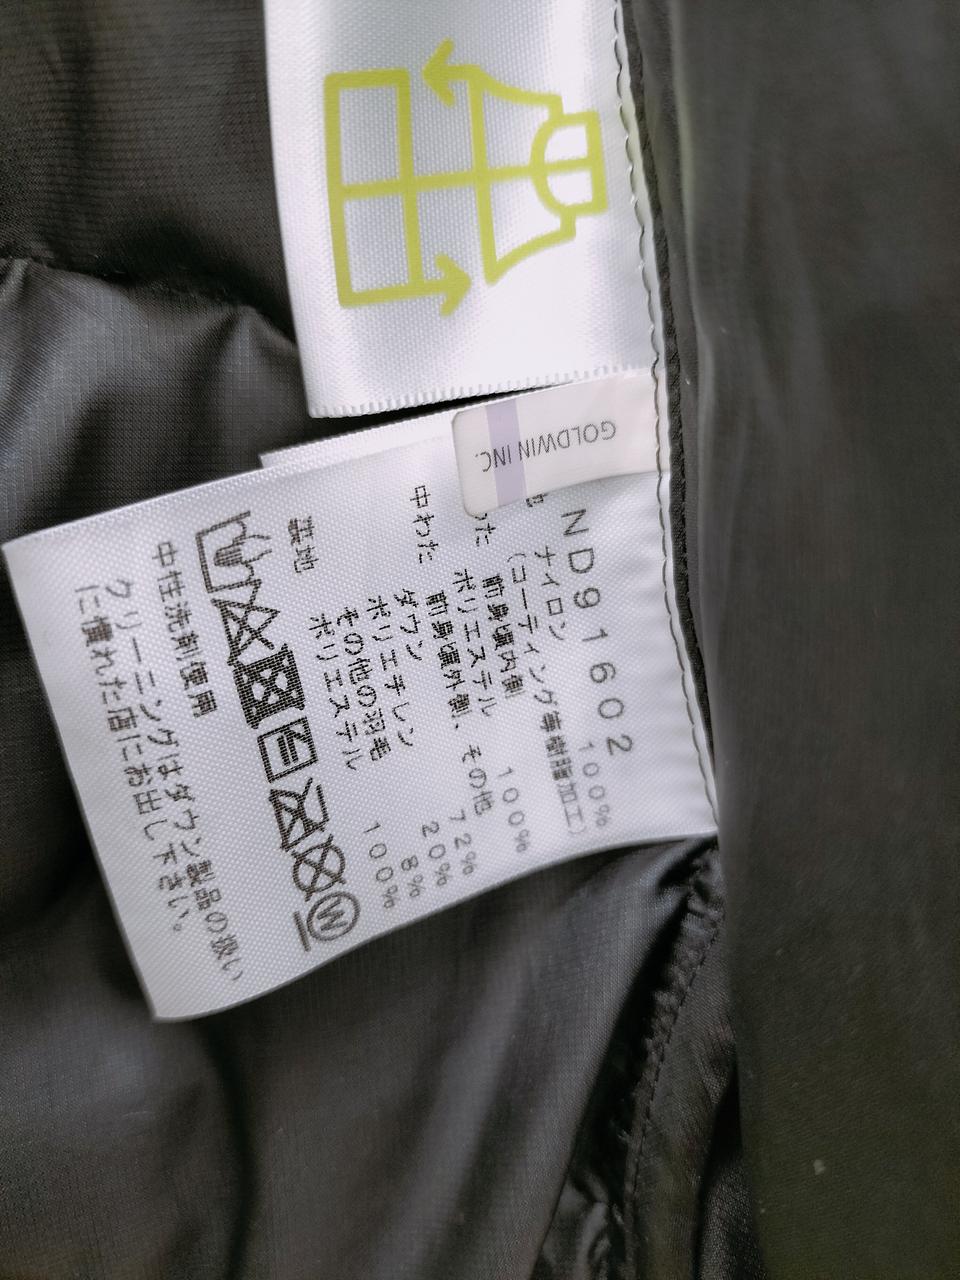 GOLDWIN INC.
ND91602
ナイロン 100%
(コーティング等樹脂加工)
わた
前身頃内側
ポリエステル 100%
中わた 前身頃外側、その他
ダウン 72%
ポリエチレン 20%
その他の羽毛 8%
裏地 ポリエステル 100%
W
中性洗剤使用
クリーニングはダウン製品の扱い
に慣れた店にお出し下さい。